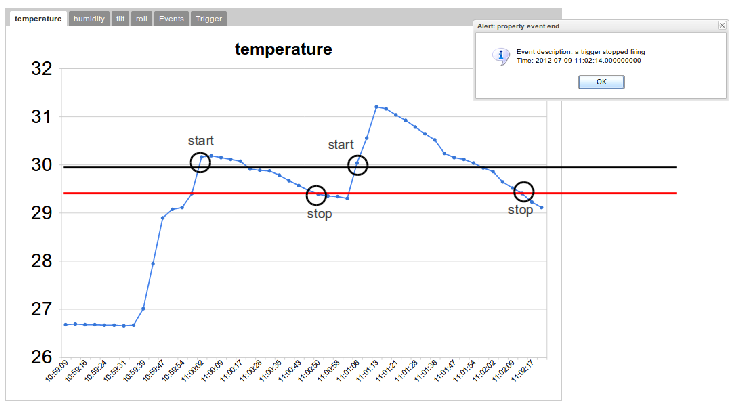 temperature humidity tilt roll Events Trigger
Alert: property event end
Event description: a trigger stopped firing
Time: 2012-07-09 11:02:14.000000000
OK
temperature
32
31
30
29
28
27
26
start
start
stop
stop
10:59:09 10:59:16 10:59:24 10:59:31 10:59:39 10:59:47 10:59:54 11:00:02 11:00:09 11:00:17 11:00:28 11:00:35 11:00:43 11:00:50 11:00:58 11:01:06 11:01:13 11:01:21 11:01:28 11:01:36 11:01:47 11:01:54 11:02:02 11:02:09 11:02:17